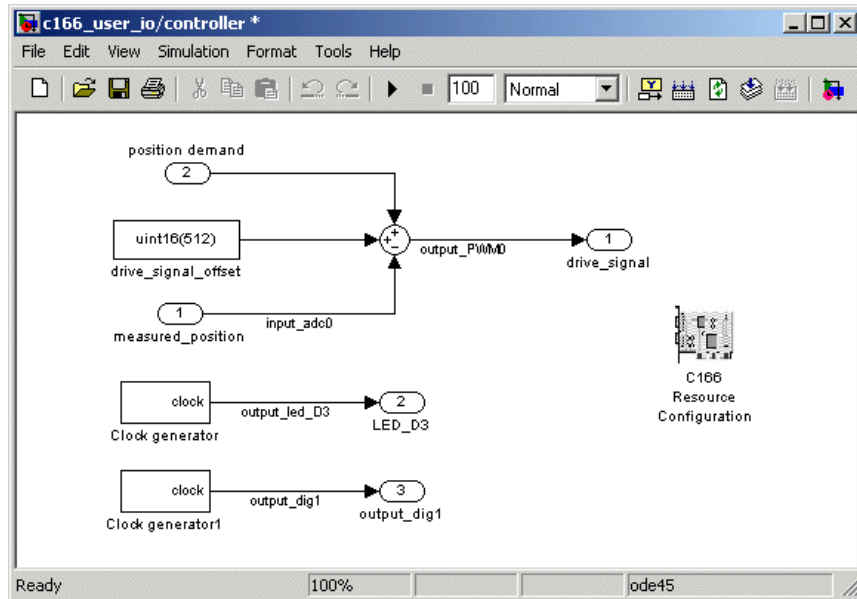 c166_user_io/controller *
File Edit View Simulation Format Tools Help
100 Normal
position demand
2
uint16(512)
drive_signal_offset
+
+
−
output_PWM0
1
drive_signal
1
measured_position
input_adc0
C166
Resource
Configuration
clock
Clock generator
output_led_D3
2
LED_D3
clock
Clock generator1
output_dig1
3
output_dig1
Ready 100% ode45